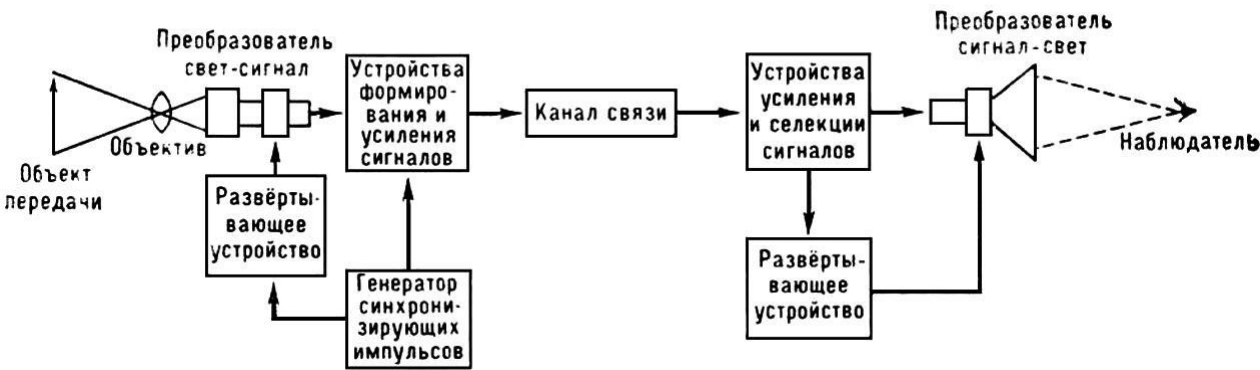 Преобразователь
свет-сигнал
Объектив
Объект
передачи
Развёрты-
вающее
устройство
Устройства
формиро-
вания и
усиления
сигналов
Генератор
синхрони-
зирующих
импульсов
Канал связи
Устройства
усиления
и селекции
сигналов
Развёрты-
вающее
устройство
Преобразователь
сигнал-свет
Наблюдатель